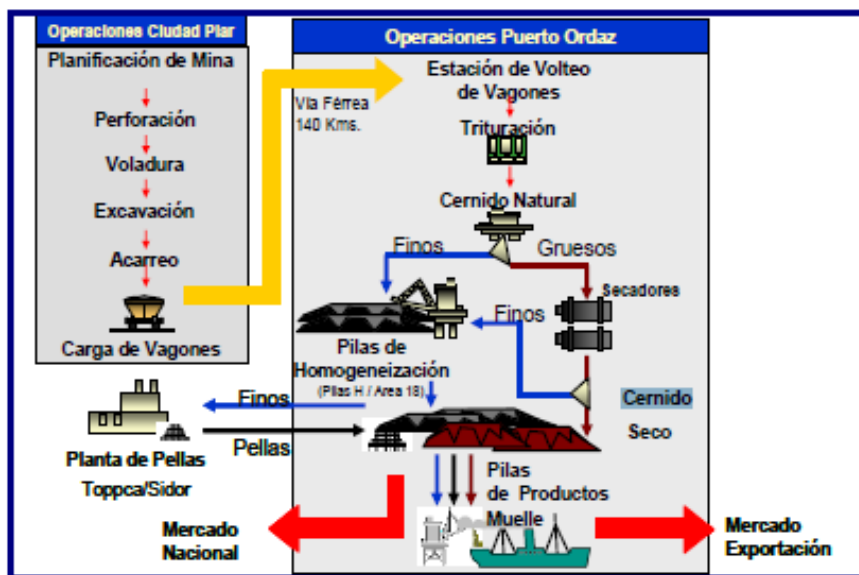 Operaciones Ciudad Piar
Planificación de Mina
Perforación
Voladura
Excavación
Acarreo
Carga de Vagones
Operaciones Puerto Ordaz
Vía Férrea
140 Kms.
Estación de Volteo
de Vagones
Trituración
Cernido Natural
Finos
Gruesos
Secadores
Finos
Pilas de
Homogeneización
(Pilas H / Area 18)
Cernido
Seco
Finos
Pellas
Planta de Pellas
Toppca/Sidor
Pilas
de Productos
Muelle
Mercado
Nacional
Mercado
Exportación